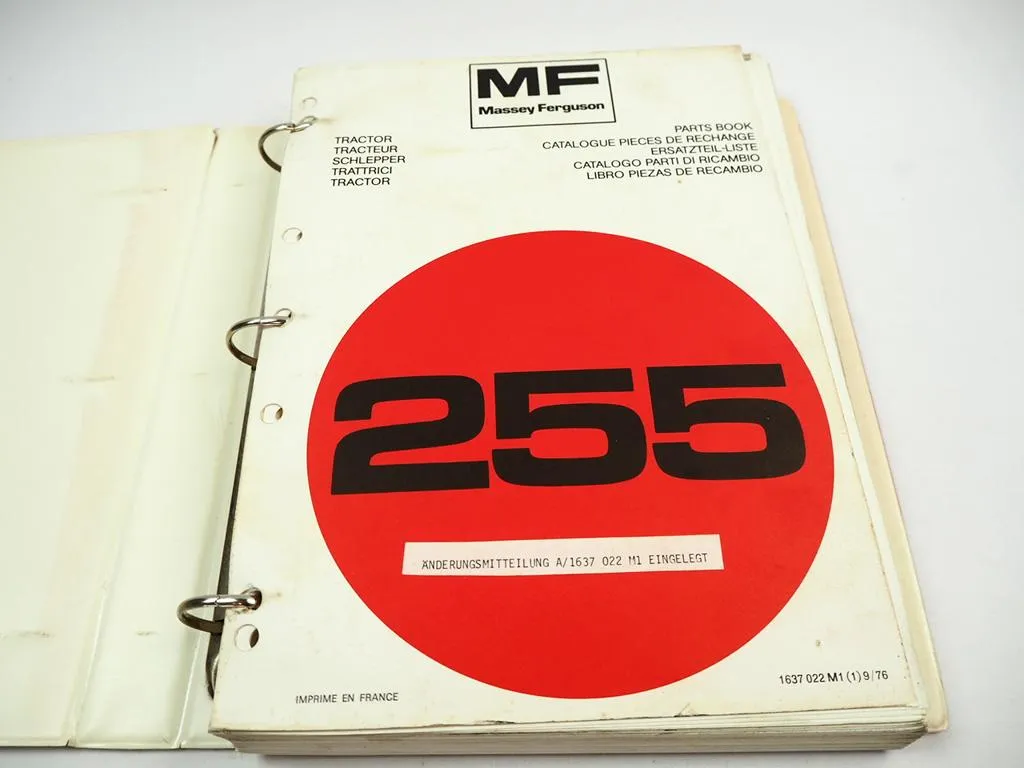 MF
Massey Ferguson
TRACTOR
TRACTEUR
SCHLEPPER
TRATTRICI
TRACTOR
PARTS BOOK
CATALOGUE PIECES DE RECHANGE
ERSATZTEIL-LISTE
CATALOGO PARTI DI RICAMBIO
LIBRO PIEZAS DE RECAMBIO
255
ÄNDERUNGSMITTEILUNG A/1637 022 M1 EINGELEGT
IMPRIME EN FRANCE
1637 022 M1 (1) 9/76